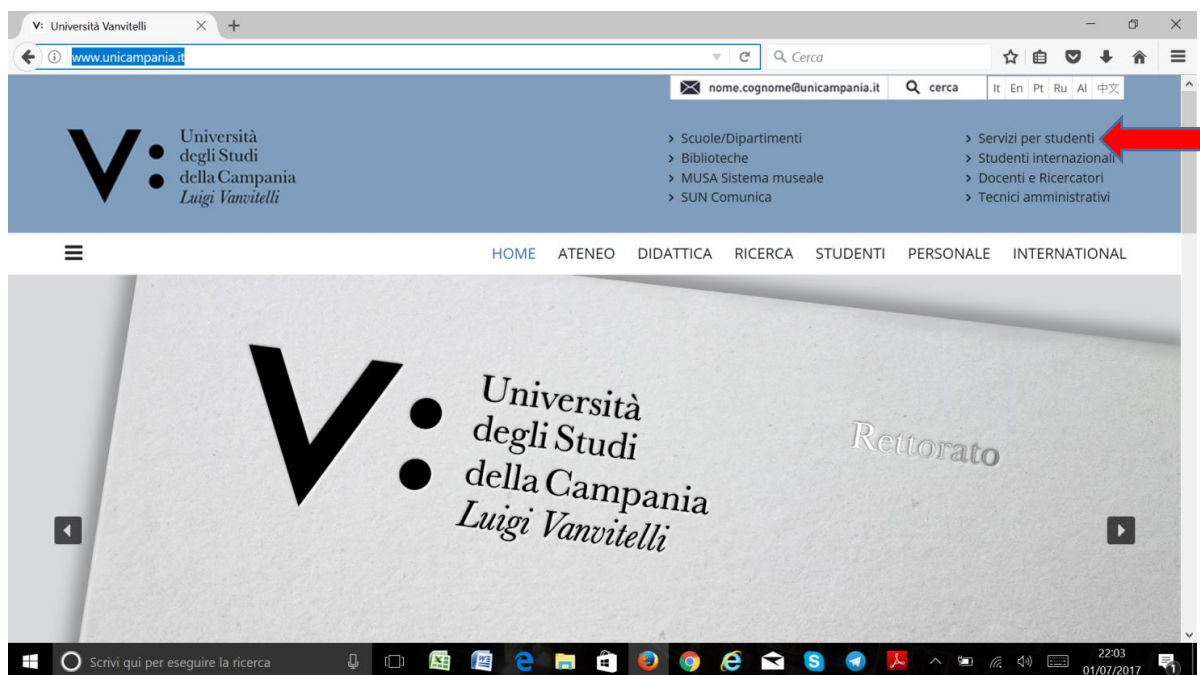 V: Università Vanvitelli
www.unicampania.it
Cerca
nome.cognome@unicampania.it
cerca
It En Pt Ru Al 中文
V:
Università
degli Studi
della Campania
Luigi Vanvitelli
> Scuole/Dipartimenti
> Biblioteche
> MUSA Sistema museale
> SUN Comunica
> Servizi per studenti
> Studenti internazionali
> Docenti e Ricercatori
> Tecnici amministrativi
HOME ATENEO DIDATTICA RICERCA STUDENTI PERSONALE INTERNATIONAL
V:
Università
degli Studi
della Campania
Luigi Vanvitelli
Rettorato
Scrivi qui per eseguire la ricerca
22:03
01/07/2017